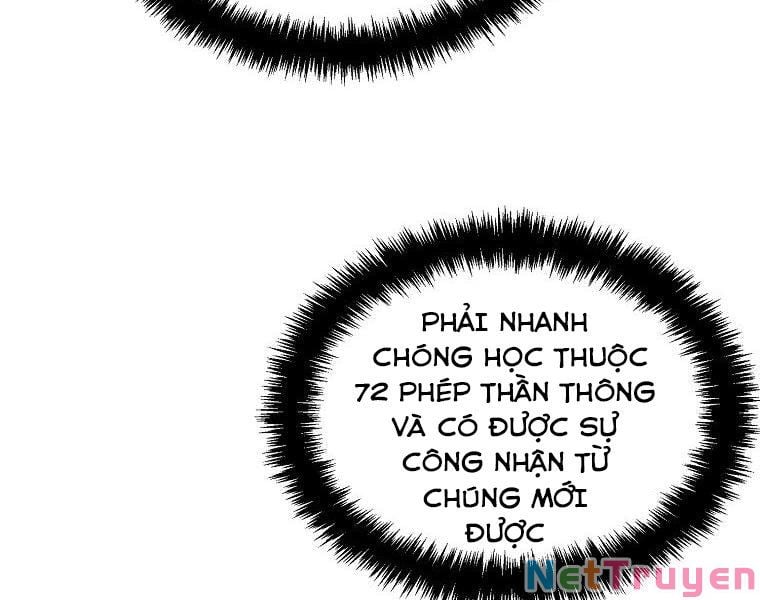 PHẢI NHANH
CHÓNG HỌC THUỘC
72 PHÉP THẦN THÔNG
VÀ CÓ ĐƯỢC SỰ
CÔNG NHẬN TỪ
CHÚNG MỚI
ĐƯỢC
NetTruyen